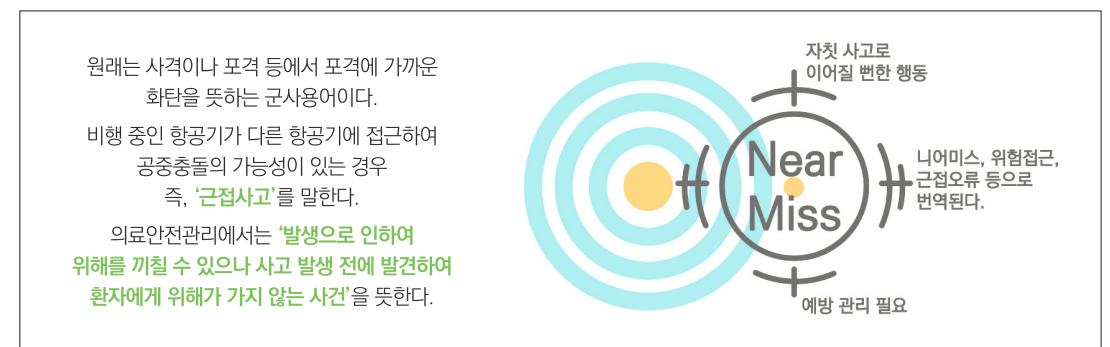 원래는 사격이나 포격 등에서 포격에 가까운
화탄을 뜻하는 군사용어이다.
비행 중인 항공기가 다른 항공기에 접근하여
공중충돌의 가능성이 있는 경우
즉, ‘근접사고’를 말한다.
의료안전관리에서는 ‘발생으로 인하여
위해를 끼칠 수 있으나 사고 발생 전에 발견하여
환자에게 위해가 가지 않는 사건’을 뜻한다.
자칫 사고로
이어질 뻔한 행동
Near
Miss
니어미스, 위험접근,
근접오류 등으로
번역된다.
예방 관리 필요